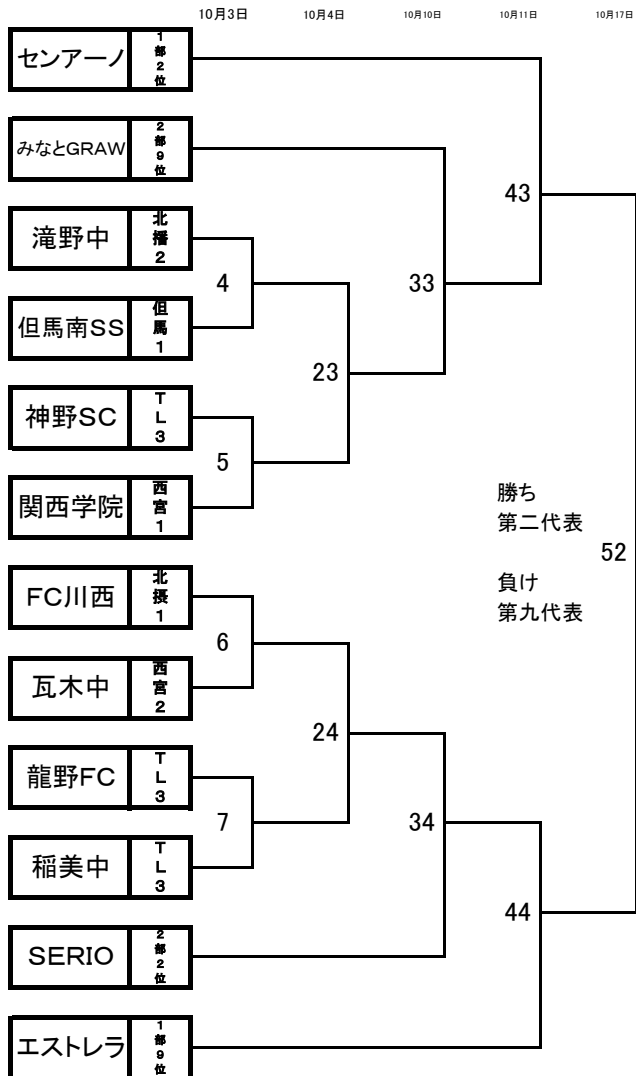 10月3日 10月4日 10月10日 10月11日 10月17日
センアーノ 1部2位
みなとGRAW 2部9位
43
滝野中 北播2
4
33
但馬南SS 但馬1
23
神野SC TL3
5
関西学院 西宮1
勝ち
第二代表
52
負け
第九代表
FC川西 北摂1
6
瓦木中 西宮2
24
龍野FC TL3
7
34
稲美中 TL3
44
SERIO 2部2位
エストレラ 1部9位